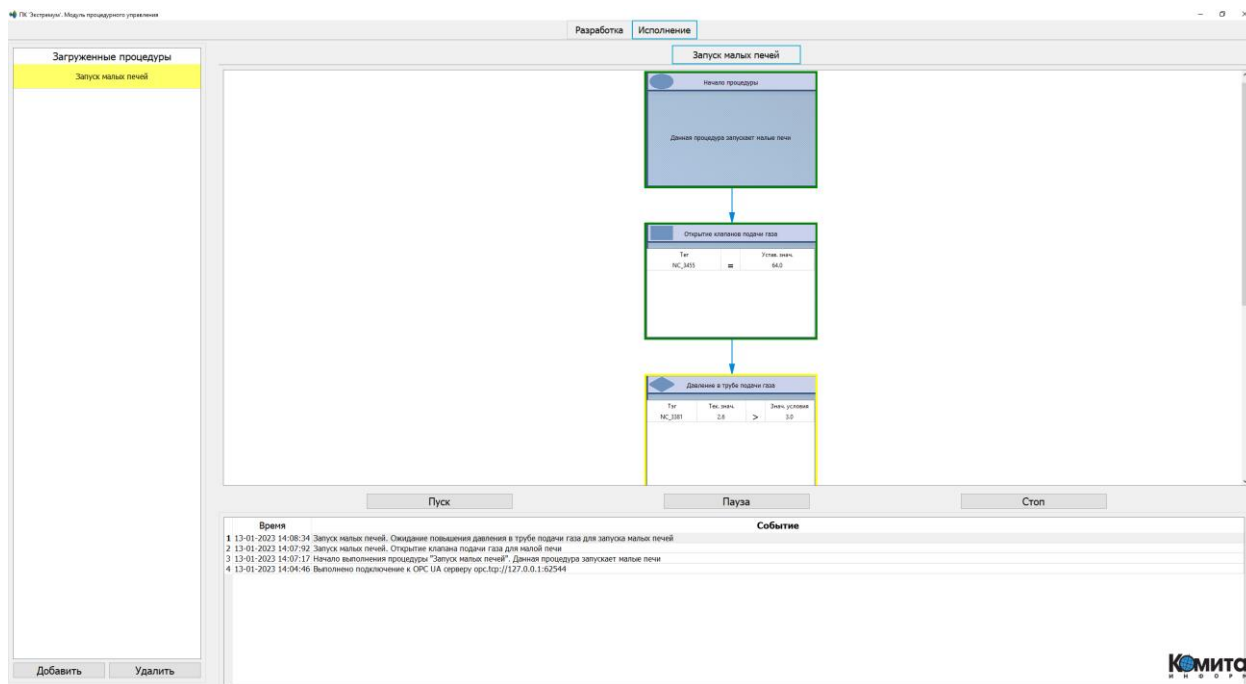 ПК 'Экстремум'. Модуль процедурного управления
Разработка Исполнение
Загруженные процедуры
Запуск малых печей
Запуск малых печей
Начало процедуры
Данная процедура запускает малые печи
Открытие клапанов подачи газа
Тэг Устав. знач.
NC_3455 = 64.0
Давление в трубе подачи газа
Тэг Тек. знач. Знач. условия
NC_3381 2.6 > 3.0
Пуск Пауза Стоп
Время Событие
1 13-01-2023 14:08:34 Запуск малых печей. Ожидание повышения давления в трубе подачи газа для запуска малых печей
2 13-01-2023 14:07:92 Запуск малых печей. Открытие клапана подачи газа для малой печи
3 13-01-2023 14:07:17 Начало выполнения процедуры "Запуск малых печей". Данная процедура запускает малые печи
4 13-01-2023 14:04:46 Выполнено подключение к OPC UA серверу opc.tcp://127.0.0.1:62544
Добавить Удалить
Комита
ИНФОРМ